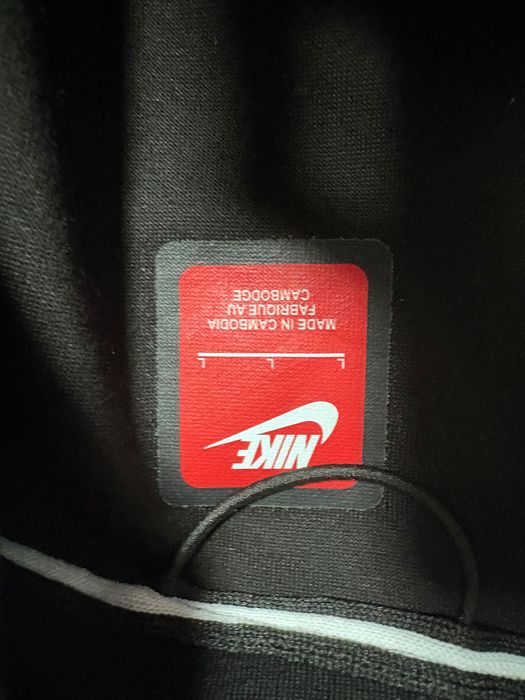 NIKE
L L L
MADE IN CAMBODIA
FABRIQUE AU
CAMBODGE